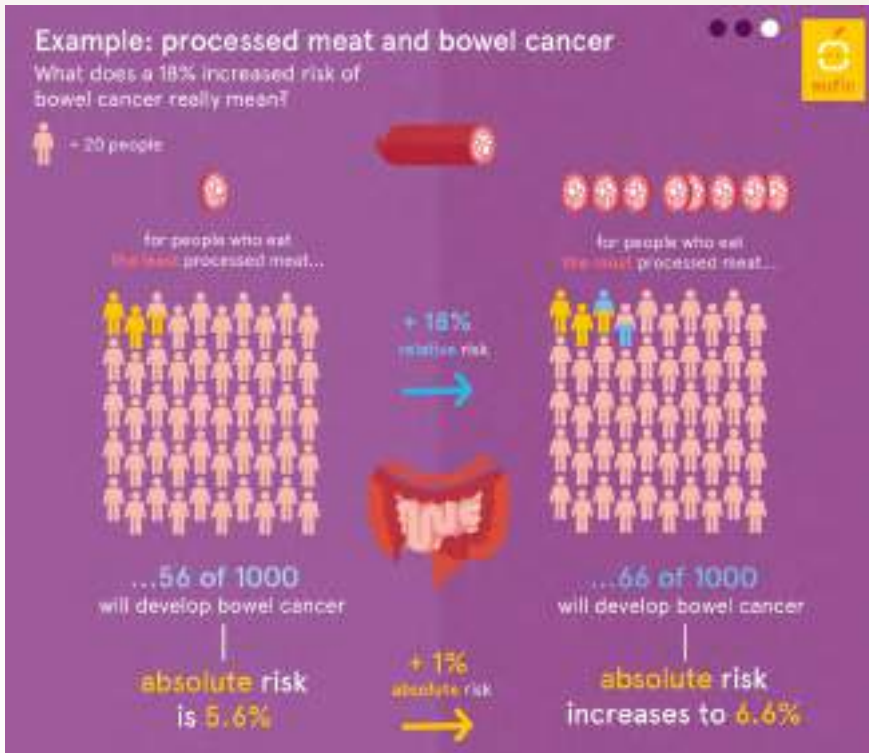 Example: processed meat and bowel cancer
What does a 18% increased risk of
bowel cancer really mean?
eufic
= 20 people
for people who eat
the least processed meat...
for people who eat
the most processed meat...
+ 18%
relative risk
...56 of 1000
will develop bowel cancer
absolute risk
is 5.6%
+ 1%
absolute risk
...66 of 1000
will develop bowel cancer
absolute risk
increases to 6.6%